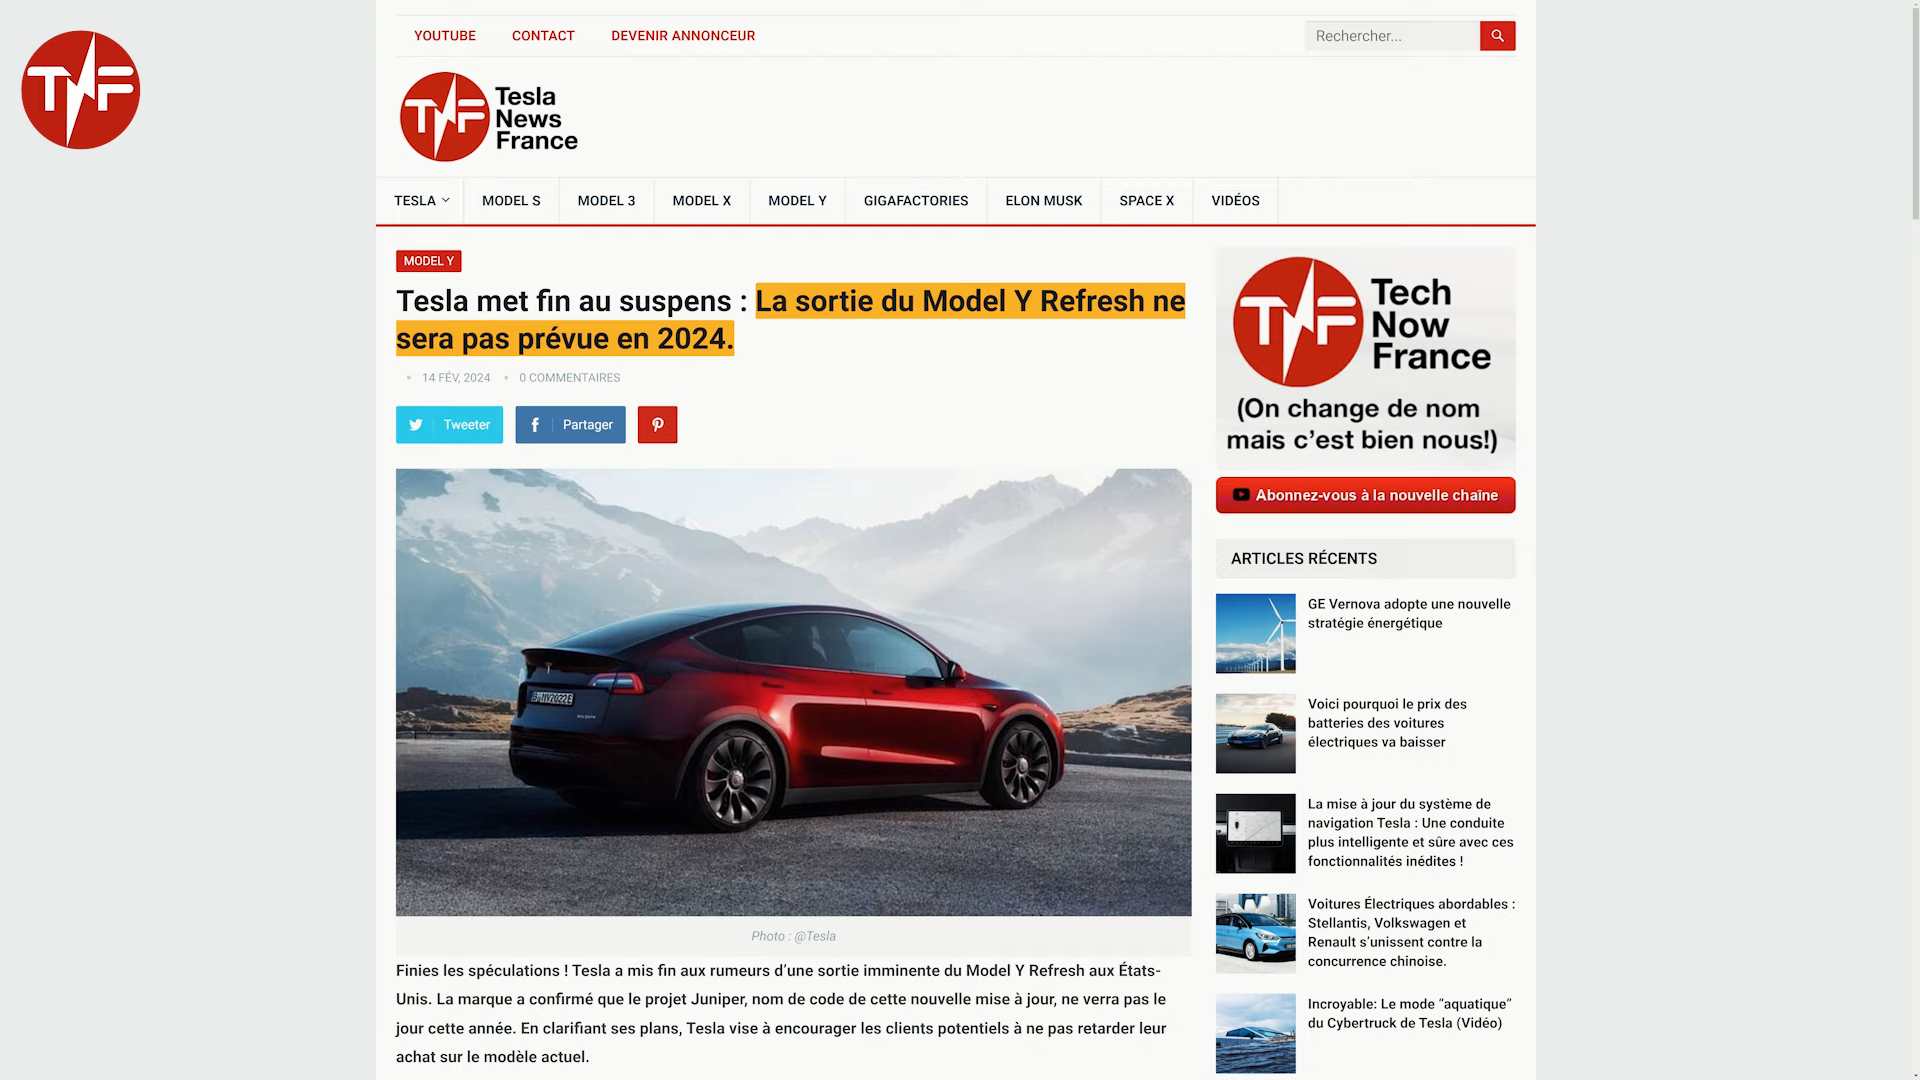 TNF
YOUTUBE
CONTACT
DEVENIR ANNONCEUR
Rechercher...
TNF
Tesla
News
France
TESLA
MODEL S
MODEL 3
MODEL X
MODEL Y
GIGAFACTORIES
ELON MUSK
SPACE X
VIDÉOS
MODEL Y
Tesla met fin au suspens : La sortie du Model Y Refresh ne
sera pas prévue en 2024.
14 FÉV, 2024
0 COMMENTAIRES
Tweeter
Partager
Photo : @Tesla
Finies les spéculations ! Tesla a mis fin aux rumeurs d’une sortie imminente du Model Y Refresh aux États-
Unis. La marque a confirmé que le projet Juniper, nom de code de cette nouvelle mise à jour, ne verra pas le
jour cette année. En clarifiant ses plans, Tesla vise à encourager les clients potentiels à ne pas retarder leur
achat sur le modèle actuel.
TNF
Tech
Now
France
(On change de nom
mais c’est bien nous!)
Abonnez-vous à la nouvelle chaîne
ARTICLES RÉCENTS
GE Vernova adopte une nouvelle
stratégie énergétique
Voici pourquoi le prix des
batteries des voitures
électriques va baisser
La mise à jour du système de
navigation Tesla : Une conduite
plus intelligente et sûre avec ces
fonctionnalités inédites !
Voitures Électriques abordables :
Stellantis, Volkswagen et
Renault s’unissent contre la
concurrence chinoise.
Incroyable: Le mode “aquatique”
du Cybertruck de Tesla (Vidéo)